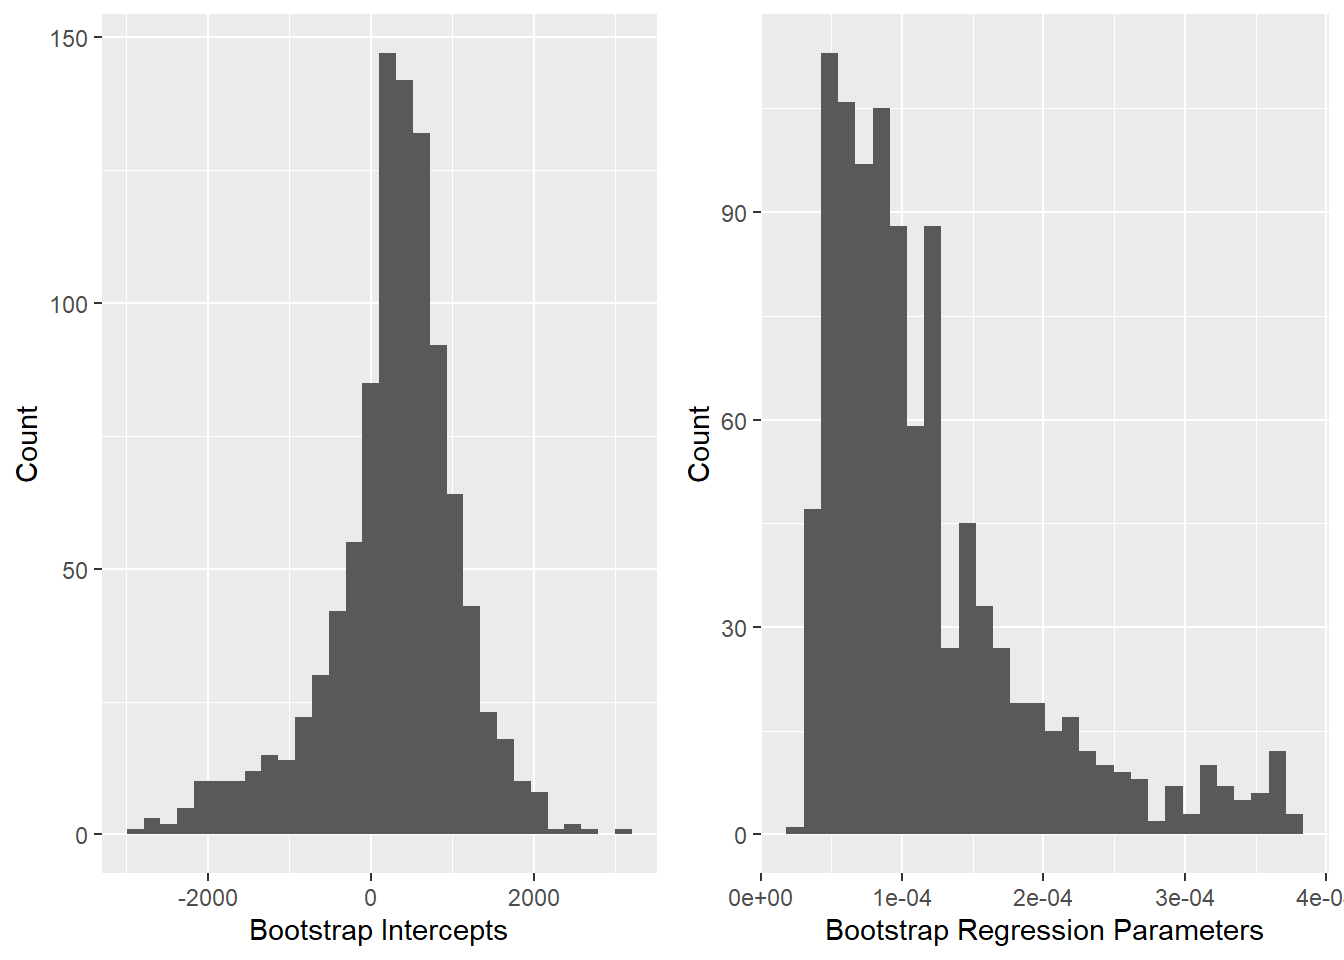 150
100
50
0
Count
-2000
0
2000
Bootstrap Intercepts
90
60
30
0
Count
0e+00
1e-04
2e-04
3e-04
Bootstrap Regression Parameters